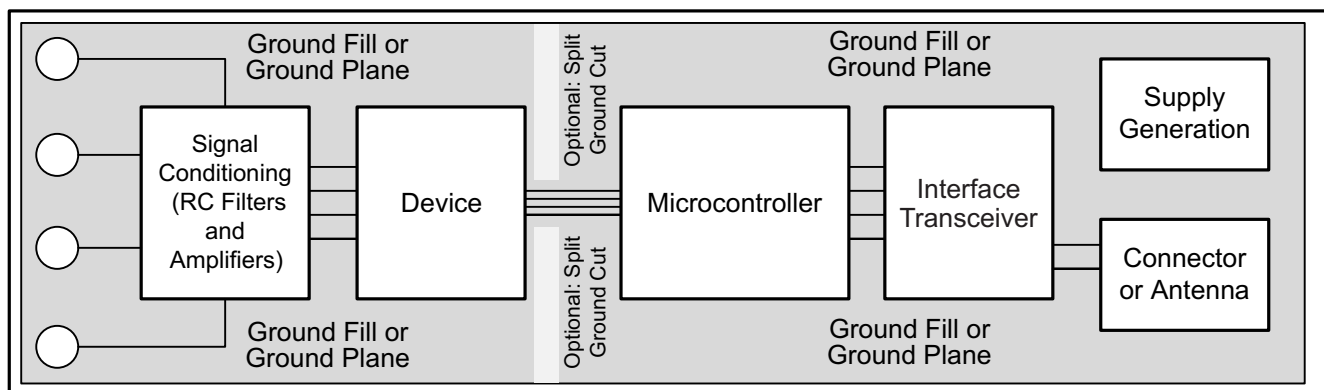 Ground Fill or
Ground Plane
Optional: Split
Ground Cut
Ground Fill or
Ground Plane
Supply
Generation
Signal
Conditioning
(RC Filters
and
Amplifiers)
Device
Microcontroller
Interface
Transceiver
Connector
or Antenna
Ground Fill or
Ground Plane
Optional: Split
Ground Cut
Ground Fill or
Ground Plane